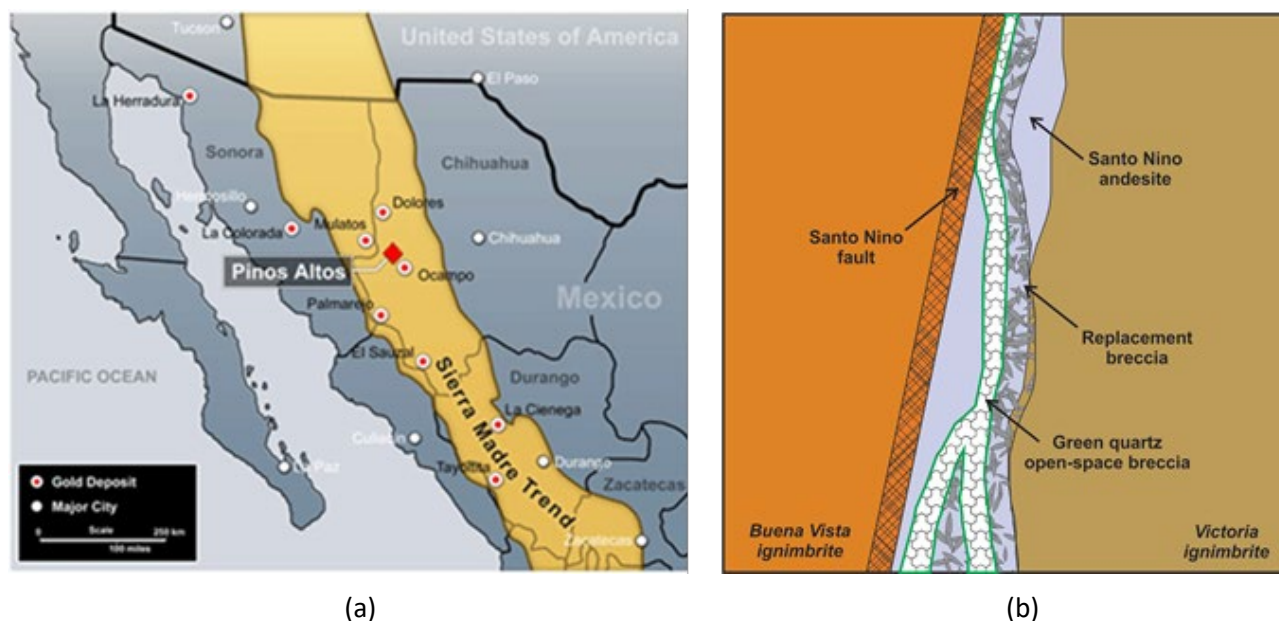 Tucson
United States of America
El Paso
La Herradura
Sonora
Chihuahua
Hermosillo
Dolores
Mulatos
La Colorada
Chihuahua
Pinos Altos
Ocampo
Mexico
Palmarejo
El Sauzal
PACIFIC OCEAN
Durango
Sierra Madre Trend
La Cienega
Culiacan
Durango
La Paz
Tayoltita
Zacatecas
Zacatecas
Gold Deposit
Major City
0 Scale 250 km
100 miles
(a)
Santo Nino
andesite
Santo Nino
fault
Replacement
breccia
Green quartz
open-space breccia
Buena Vista
ignimbrite
Victoria
ignimbrite
(b)